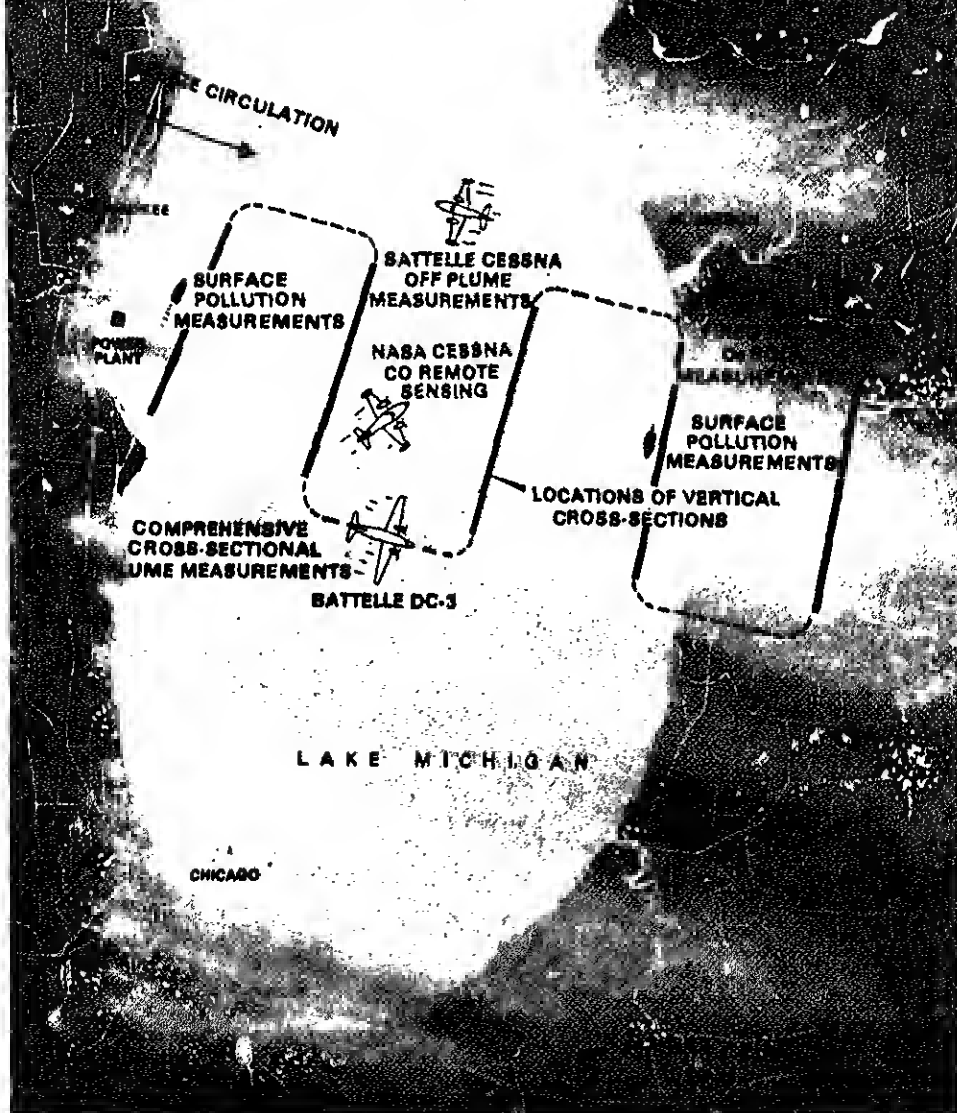 CIRCULATION
BATTELLE CESSNA
OFF PLUME
MEASUREMENTS
SURFACE
POLLUTION
MEASUREMENTS
POWER
PLANT
NASA CESSNA
CO REMOTE
SENSING
SURFACE
POLLUTION
MEASUREMENTS
LOCATIONS OF VERTICAL
CROSS-SECTIONS
COMPREHENSIVE
CROSS-SECTIONAL
LUME MEASUREMENTS
BATTELLE DC-3
LAKE MICHIGAN
CHICAGO